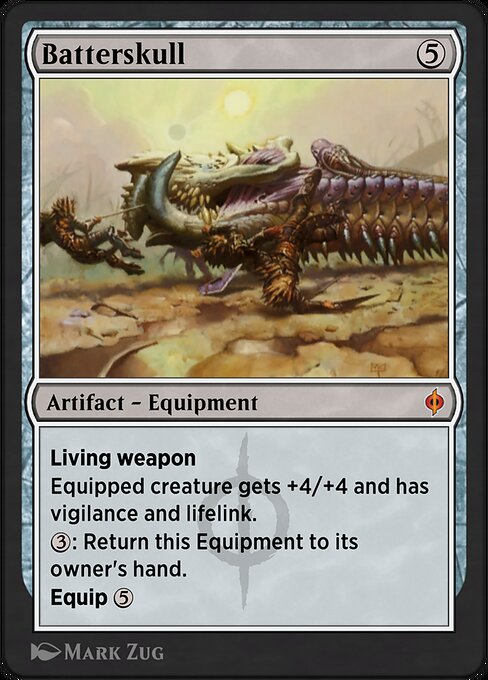 Batterskull 5
Artifact – Equipment
Living weapon
Equipped creature gets +4/+4 and has
vigilance and lifelink.
3: Return this Equipment to its
owner's hand.
Equip 5
Mark Zug